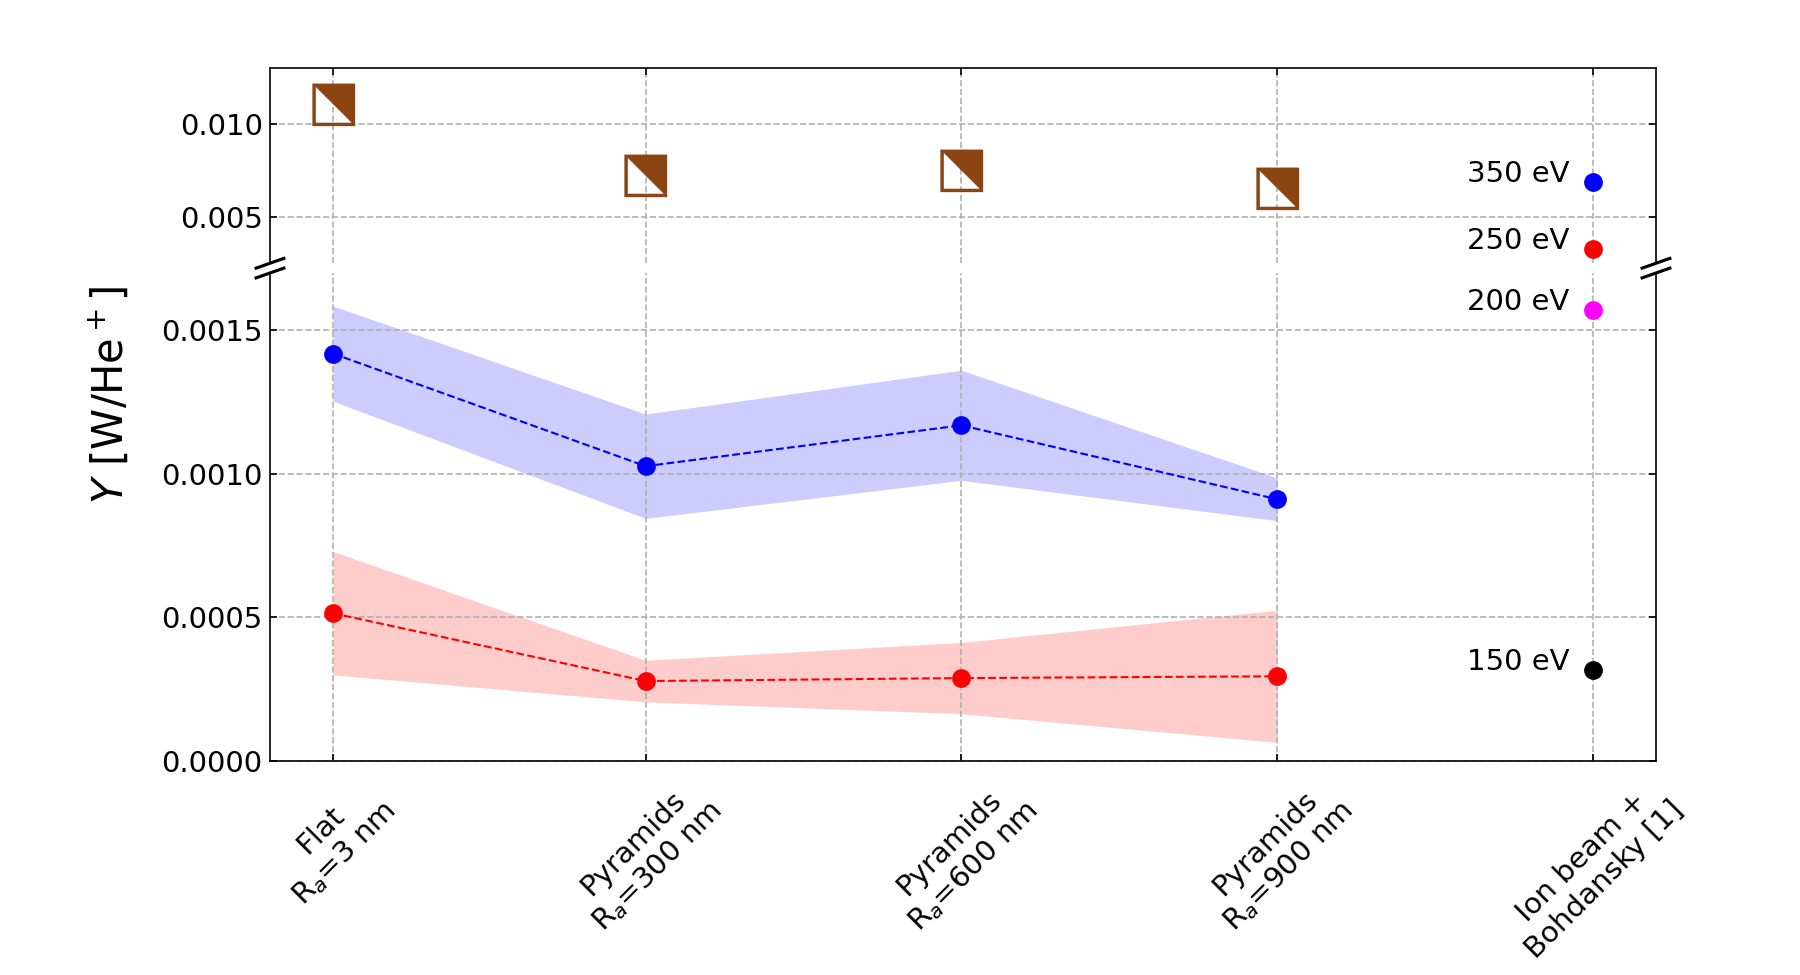 0.010
0.005
0.0015
0.0010
0.0005
0.0000
Y [W/He⁺]
350 eV
250 eV
200 eV
150 eV
Flat
Rₐ=3 nm
Pyramids
Rₐ=300 nm
Pyramids
Rₐ=600 nm
Pyramids
Rₐ=900 nm
Ion beam +
Bohdansky [1]